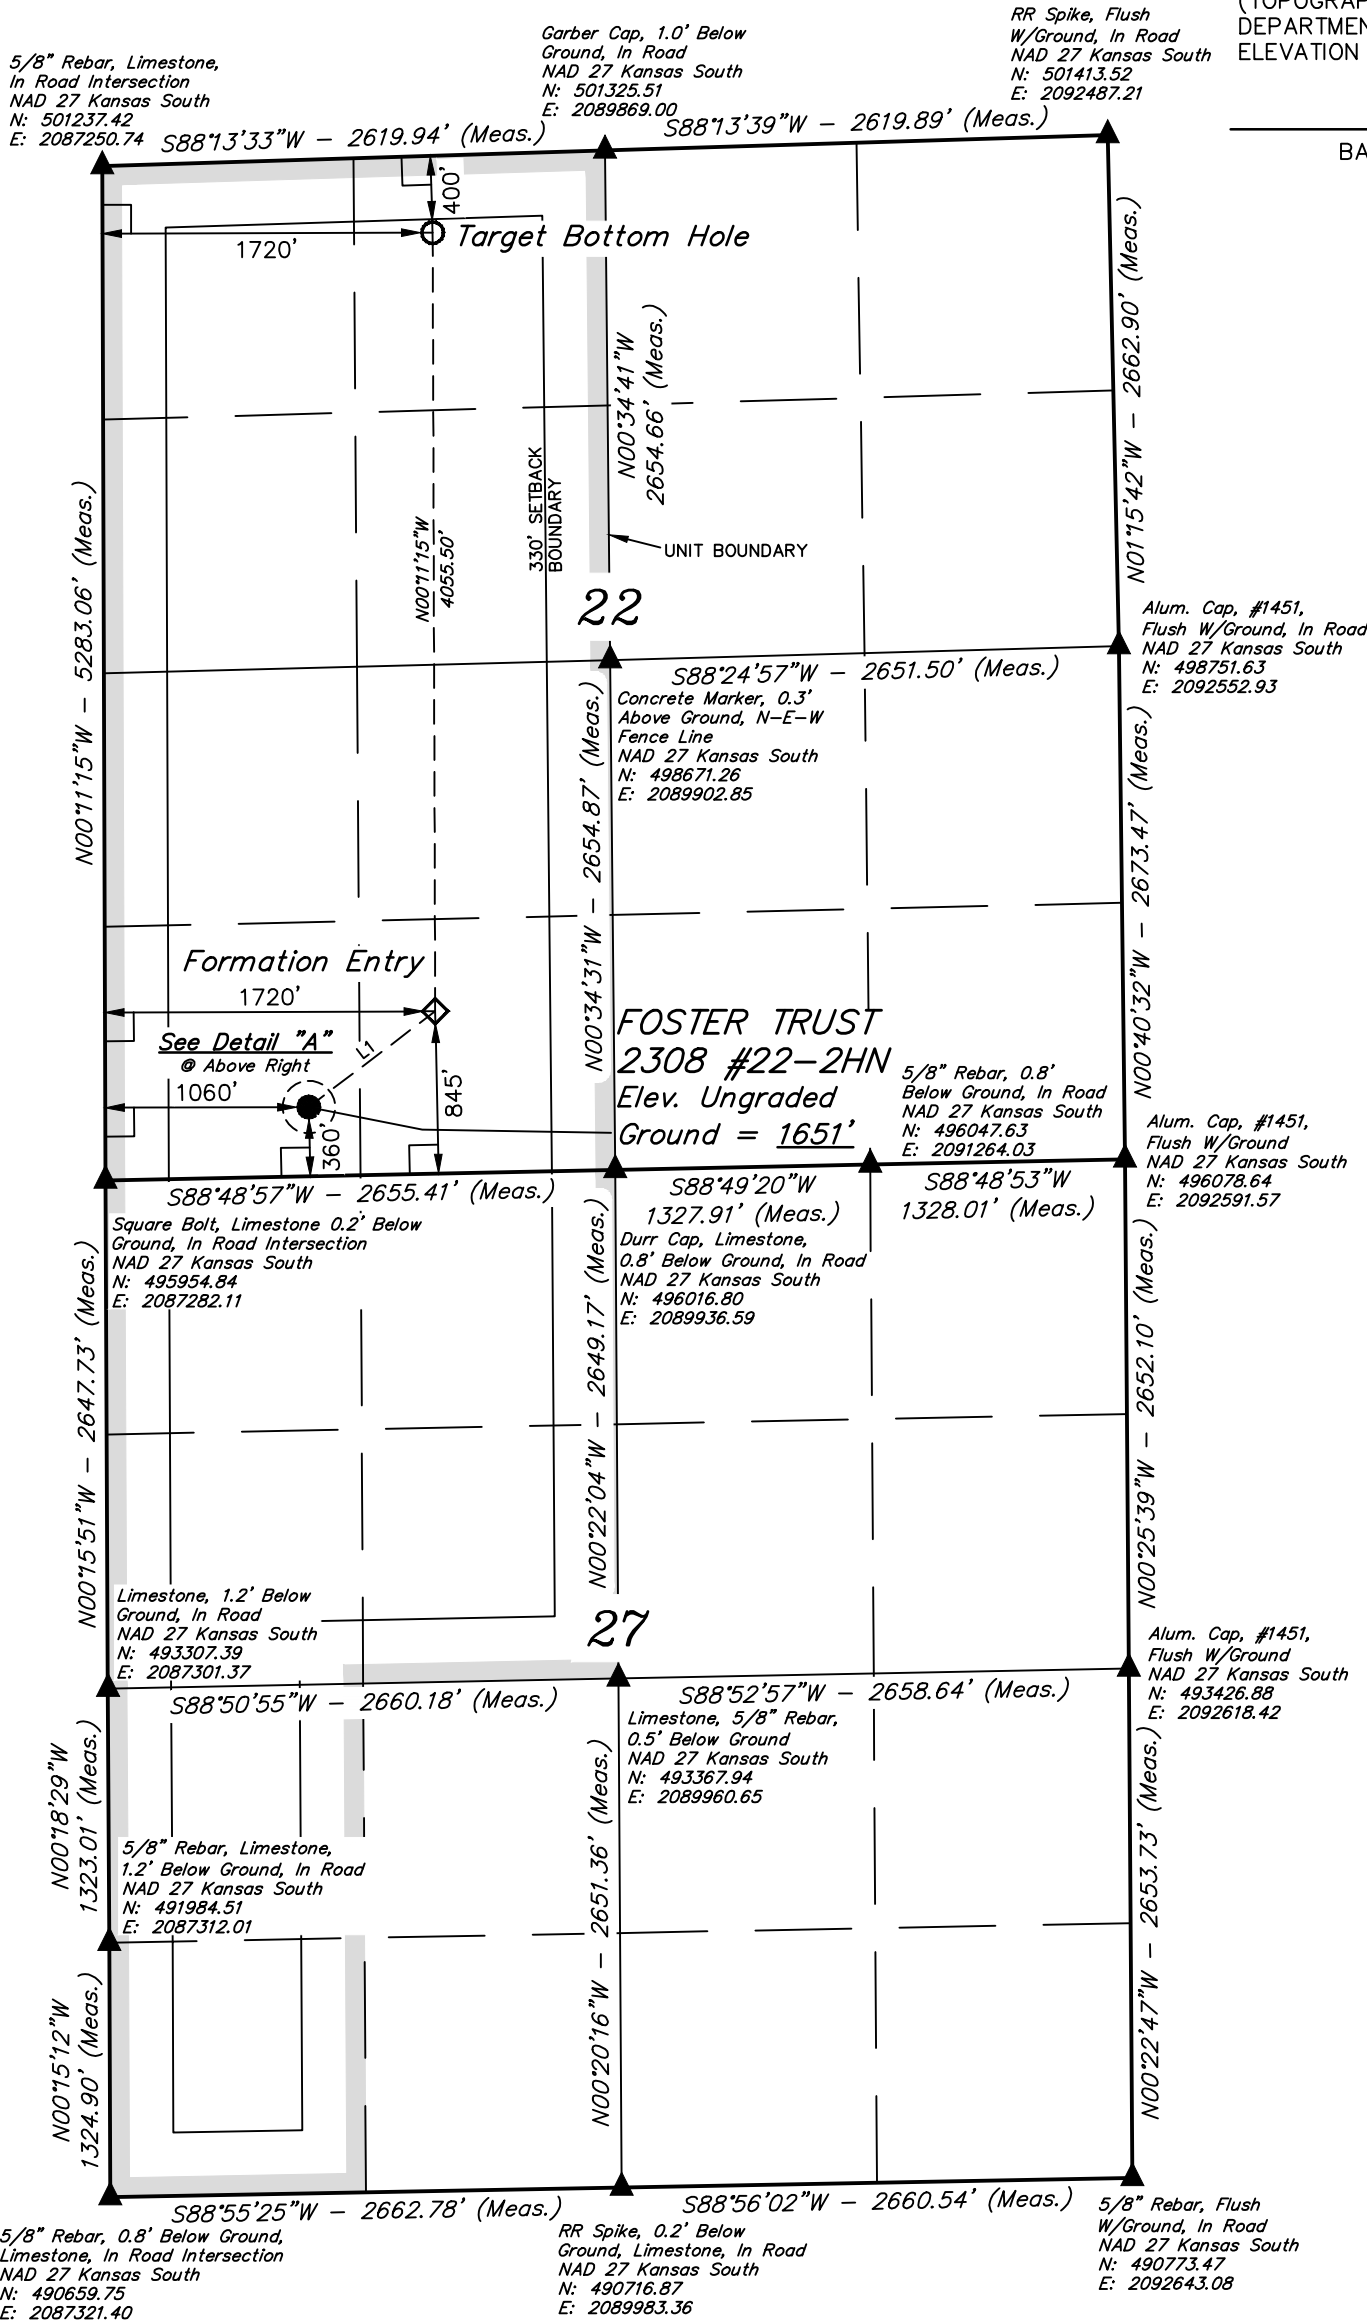 (TOPOGRAP
DEPARTMEN
ELEVATION
BA
RR Spike, Flush
W/Ground, In Road
NAD 27 Kansas South
N: 501413.52
E: 2092487.21
Garber Cap, 1.0' Below
Ground, In Road
NAD 27 Kansas South
N: 501325.51
E: 2089869.00
5/8" Rebar, Limestone,
In Road Intersection
NAD 27 Kansas South
N: 501237.42
E: 2087250.74
S88°13'33"W – 2619.94' (Meas.)
S88°13'39"W – 2619.89' (Meas.)
400'
1720'
Target Bottom Hole
N00°34'41"W
2654.66' (Meas.)
N01°15'42"W – 2662.90' (Meas.)
330' SETBACK
BOUNDARY
N00°11'15"W
4055.50'
N00°11'15"W – 5283.06' (Meas.)
UNIT BOUNDARY
22
Alum. Cap, #1451,
Flush W/Ground, In Road
NAD 27 Kansas South
N: 498751.63
E: 2092552.93
S88°24'57"W – 2651.50' (Meas.)
Concrete Marker, 0.3'
Above Ground, N–E–W
Fence Line
NAD 27 Kansas South
N: 498671.26
E: 2089902.85
N00°34'31"W – 2654.87' (Meas.)
N00°40'32"W – 2673.47' (Meas.)
Formation Entry
1720'
See Detail "A"
@ Above Right
L1
1060'
845'
360'
FOSTER TRUST
2308 #22–2HN
Elev. Ungraded
Ground = 1651'
5/8" Rebar, 0.8'
Below Ground, In Road
NAD 27 Kansas South
N: 496047.63
E: 2091264.03
Alum. Cap, #1451,
Flush W/Ground
NAD 27 Kansas South
N: 496078.64
E: 2092591.57
S88°48'57"W – 2655.41' (Meas.)
S88°49'20"W
1327.91' (Meas.)
S88°48'53"W
1328.01' (Meas.)
Square Bolt, Limestone 0.2' Below
Ground, In Road Intersection
NAD 27 Kansas South
N: 495954.84
E: 2087282.11
Durr Cap, Limestone,
0.8' Below Ground, In Road
NAD 27 Kansas South
N: 496016.80
E: 2089936.59
N00°15'51"W – 2647.73' (Meas.)
N00°22'04"W – 2649.17' (Meas.)
N00°25'39"W – 2652.10' (Meas.)
Limestone, 1.2' Below
Ground, In Road
NAD 27 Kansas South
N: 493307.39
E: 2087301.37
27
Alum. Cap, #1451,
Flush W/Ground
NAD 27 Kansas South
N: 493426.88
E: 2092618.42
S88°50'55"W – 2660.18' (Meas.)
S88°52'57"W – 2658.64' (Meas.)
Limestone, 5/8" Rebar,
0.5' Below Ground
NAD 27 Kansas South
N: 493367.94
E: 2089960.65
N00°18'29"W
1323.01' (Meas.)
5/8" Rebar, Limestone,
1.2' Below Ground, In Road
NAD 27 Kansas South
N: 491984.51
E: 2087312.01
N00°20'16"W – 2651.36' (Meas.)
N00°22'47"W – 2653.73' (Meas.)
N00°15'12"W
1324.90' (Meas.)
S88°55'25"W – 2662.78' (Meas.)
S88°56'02"W – 2660.54' (Meas.)
5/8" Rebar, 0.8' Below Ground,
Limestone, In Road Intersection
NAD 27 Kansas South
N: 490659.75
E: 2087321.40
RR Spike, 0.2' Below
Ground, Limestone, In Road
NAD 27 Kansas South
N: 490716.87
E: 2089983.36
5/8" Rebar, Flush
W/Ground, In Road
NAD 27 Kansas South
N: 490773.47
E: 2092643.08